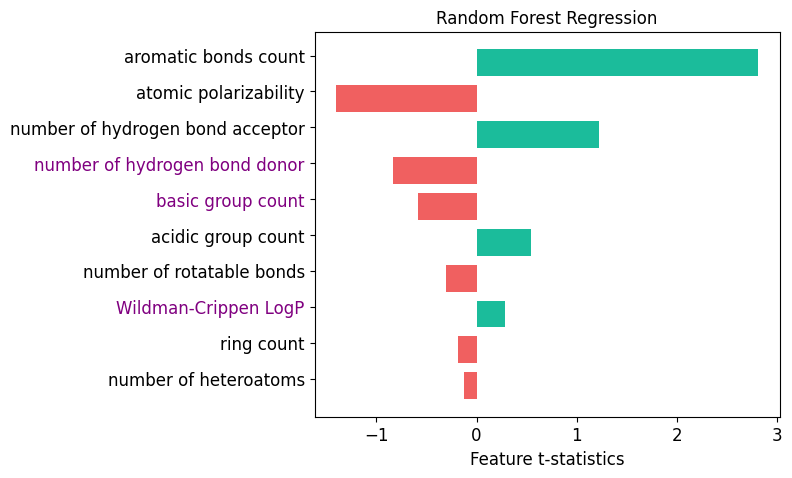 Random Forest Regression
aromatic bonds count
atomic polarizability
number of hydrogen bond acceptor
number of hydrogen bond donor
basic group count
acidic group count
number of rotatable bonds
Wildman-Crippen LogP
ring count
number of heteroatoms
−1 0 1 2 3
Feature t-statistics